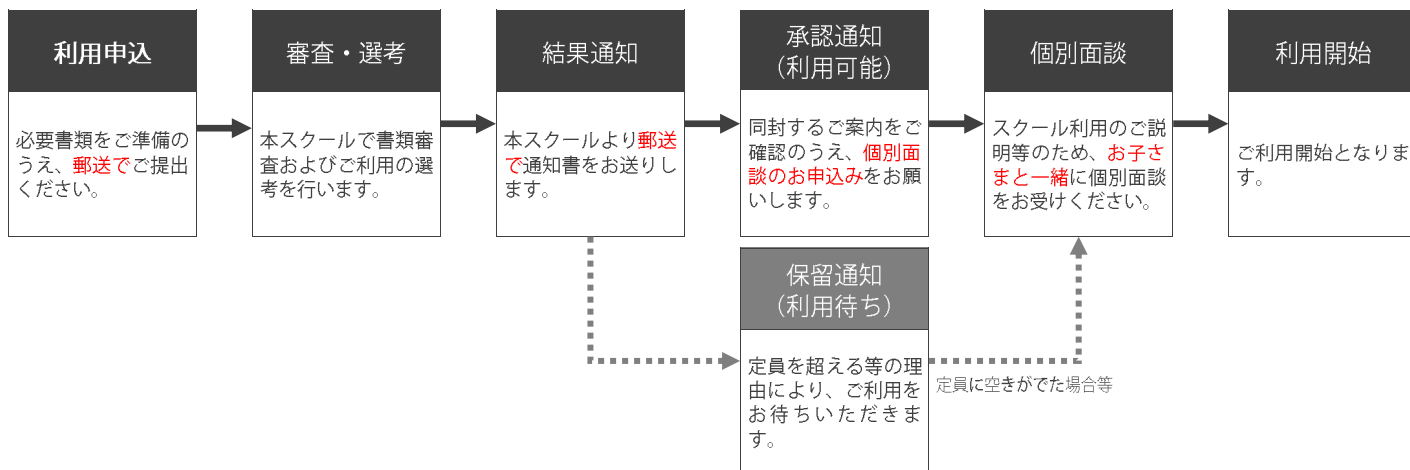 利用申込
必要書類をご準備の
うえ、郵送でご提出
ください。
審査・選考
本スクールで書類審
査およびご利用の選
考を行います。
結果通知
本スクールより郵送
で通知書をお送りし
ます。
承認通知
（利用可能）
同封するご案内をご
確認のうえ、個別面
談のお申込みをお願
いします。
個別面談
スクール利用のご説
明等のため、お子さ
まと一緒に個別面談
をお受けください。
利用開始
ご利用開始となりま
す。
保留通知
（利用待ち）
定員を超える等の理
由により、ご利用を
お待ちいただきま
す。
定員に空きがでた場合等